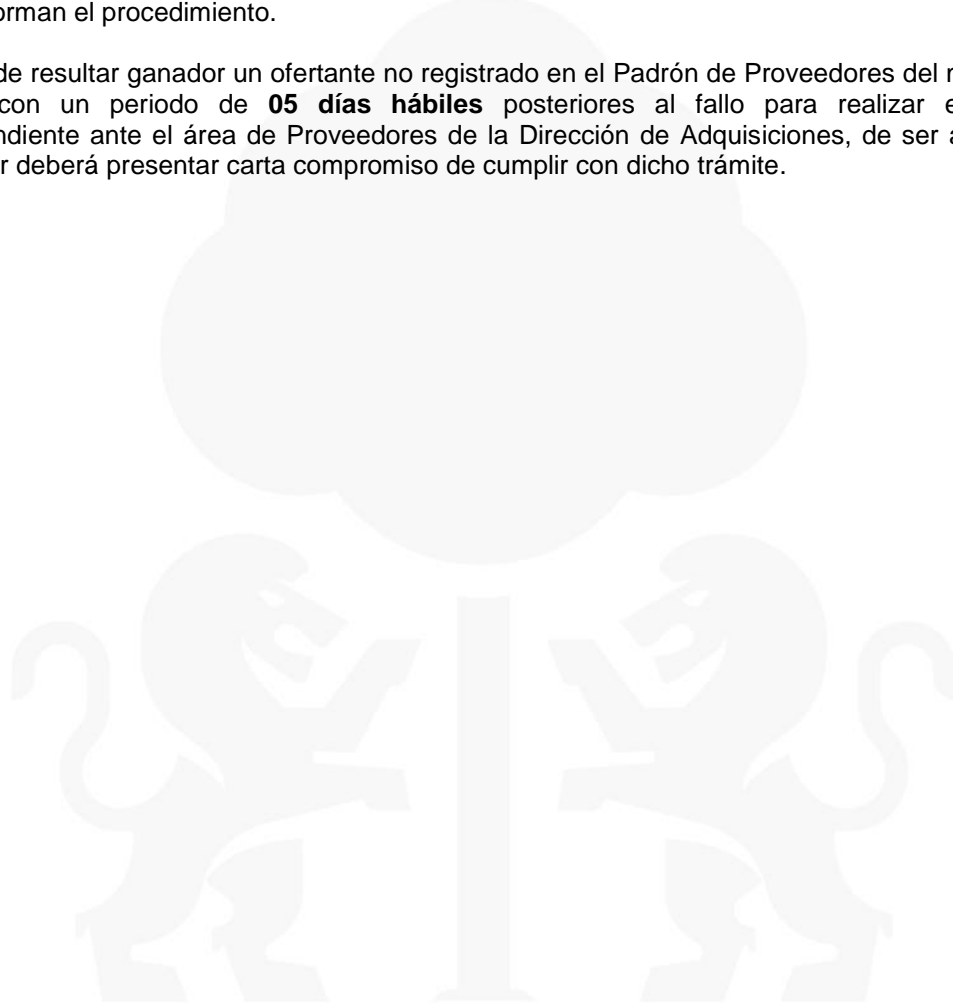 orman el procedimiento.
de resultar ganador un ofertante no registrado en el Padrón de Proveedores del
con un periodo de 05 días hábiles posteriores al fallo para realizar e
ndiente ante el área de Proveedores de la Dirección de Adquisiciones, de ser a
r deberá presentar carta compromiso de cumplir con dicho trámite.